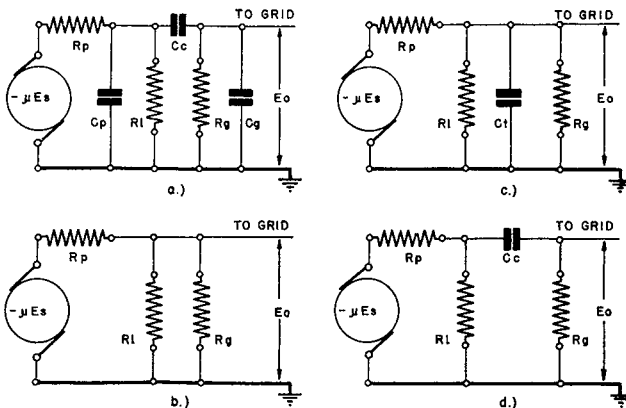 TO GRID
Rp
Cc
-μEs
Cp
Rl
Rg
Cg
Eo
a.)
TO GRID
Rp
-μEs
Rl
Ct
Rg
Eo
c.)
TO GRID
Rp
-μEs
Rl
Rg
Eo
b.)
TO GRID
Rp
Cc
-μEs
Rl
Rg
Eo
d.)